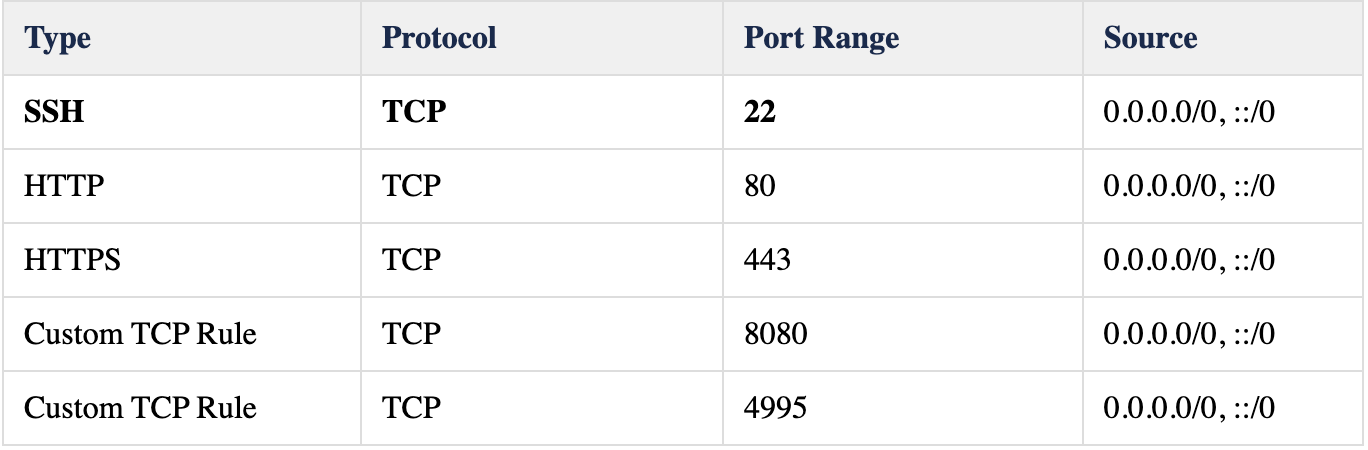 Type Protocol Port Range Source
SSH TCP 22 0.0.0.0/0, ::/0
HTTP TCP 80 0.0.0.0/0, ::/0
HTTPS TCP 443 0.0.0.0/0, ::/0
Custom TCP Rule TCP 8080 0.0.0.0/0, ::/0
Custom TCP Rule TCP 4995 0.0.0.0/0, ::/0